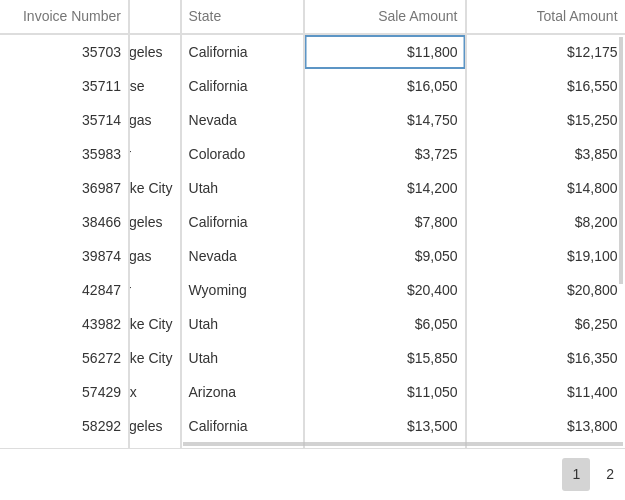 Invoice Number State Sale Amount Total Amount
35703 geles California $11,800 $12,175
35711 se California $16,050 $16,550
35714 gas Nevada $14,750 $15,250
35983 Colorado $3,725 $3,850
36987 ke City Utah $14,200 $14,800
38466 geles California $7,800 $8,200
39874 gas Nevada $9,050 $19,100
42847 Wyoming $20,400 $20,800
43982 ke City Utah $6,050 $6,250
56272 ke City Utah $15,850 $16,350
57429 x Arizona $11,050 $11,400
58292 geles California $13,500 $13,800
1 2